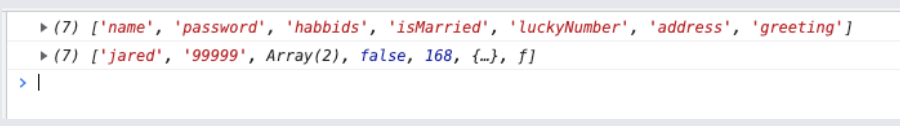 ▶(7) ['name', 'password', 'habbids', 'isMarried', 'luckyNumber', 'address', 'greeting']
▶(7) ['jared', '99999', Array(2), false, 168, {…}, ƒ]
>